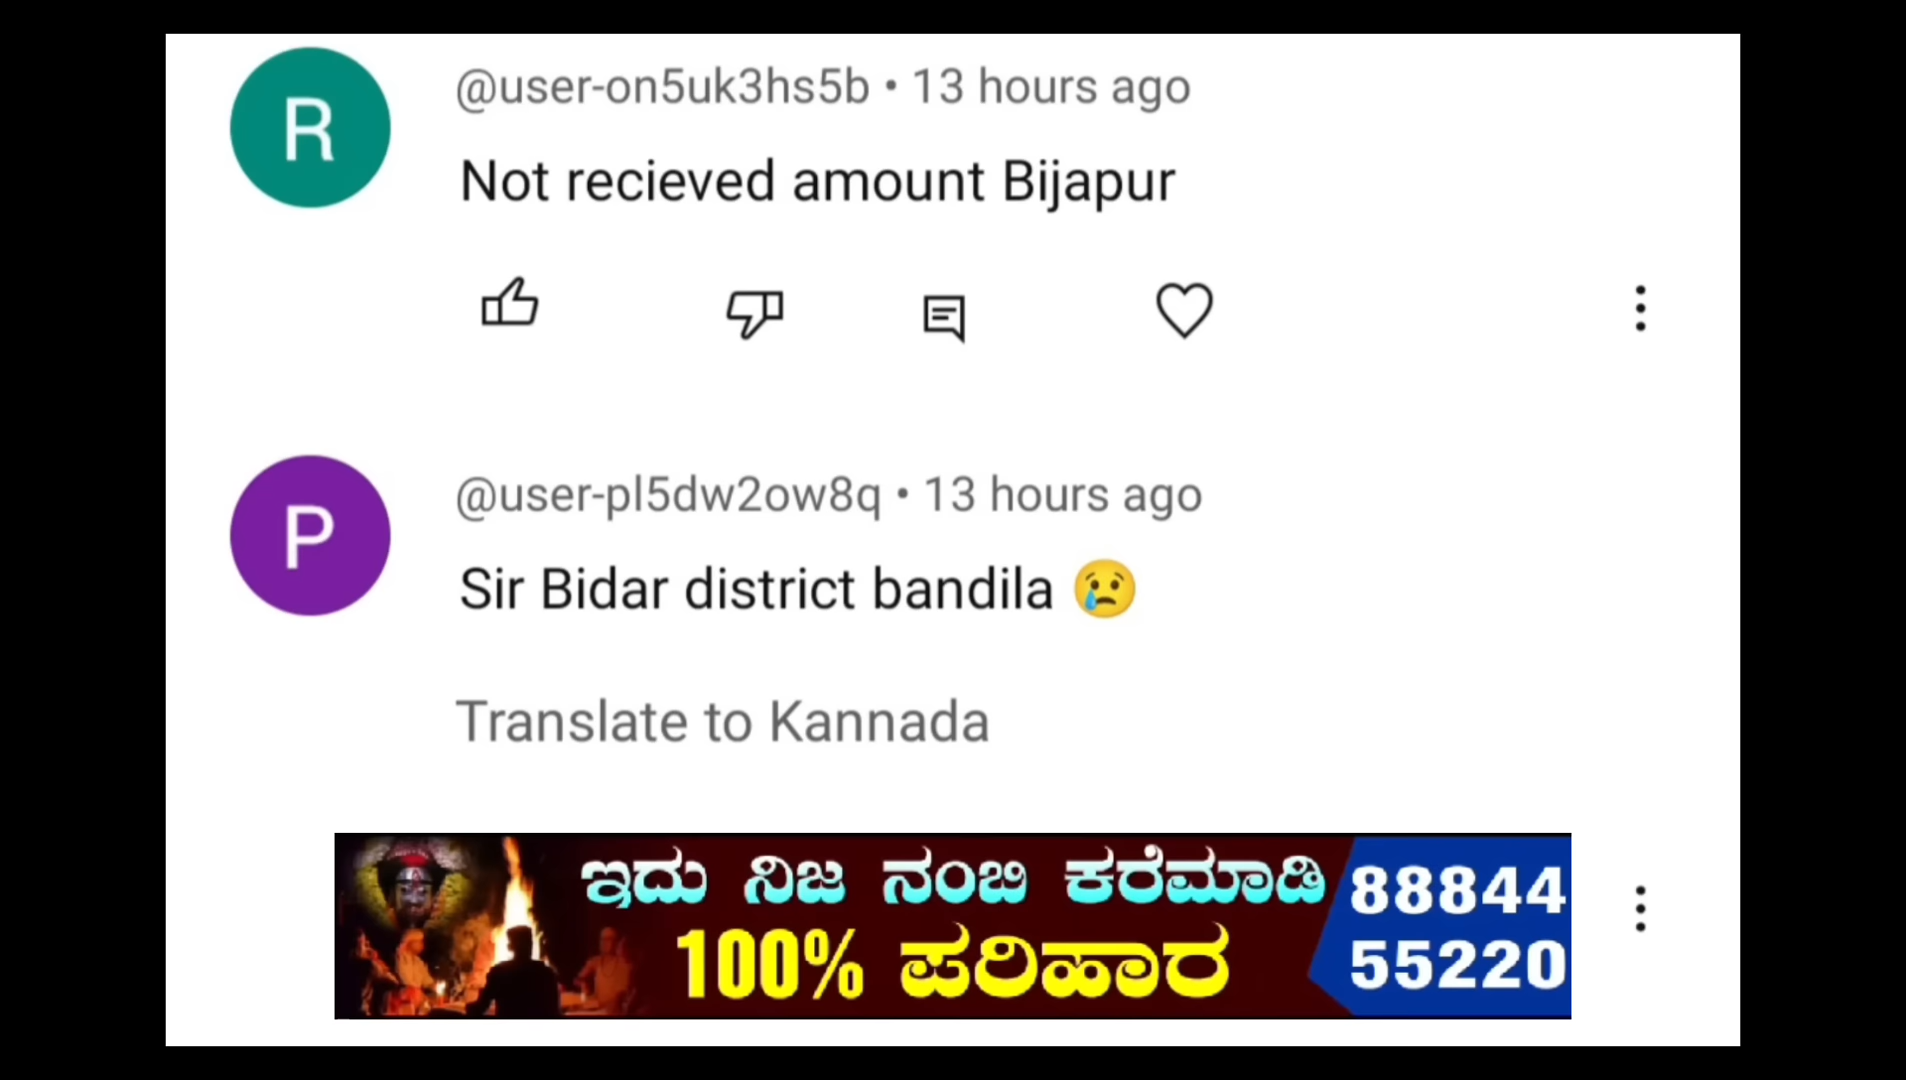 R
@user-on5uk3hs5b • 13 hours ago
Not recieved amount Bijapur
P
@user-pl5dw2ow8q • 13 hours ago
Sir Bidar district bandila 😢
Translate to Kannada
ಇದು ನಿಜ ನಂಬಿ ಕರೆಮಾಡಿ
100% ಪರಿಹಾರ
88844
55220